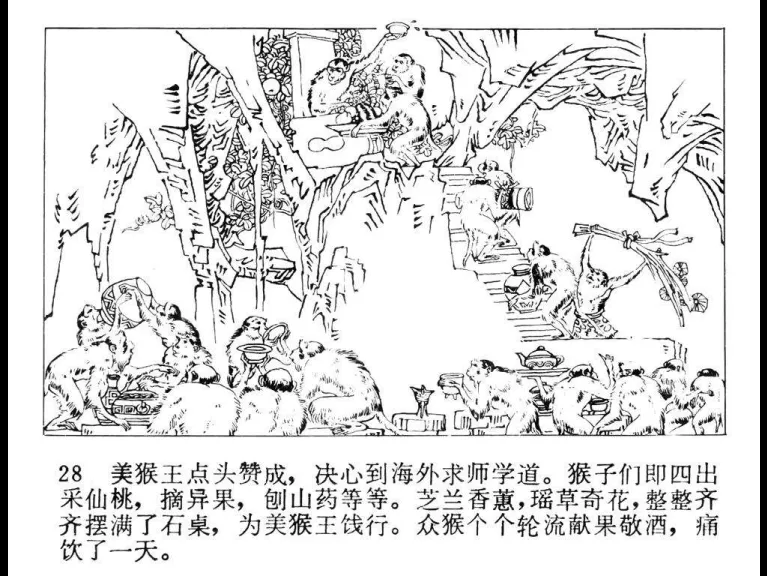 28 美猴王点头赞成，决心到海外求师学道。猴子们即四出
采仙桃，摘异果，刨山药等等。芝兰香蕙，瑶草奇花，整整齐
齐摆满了石桌，为美猴王饯行。众猴个个轮流献果敬酒，痛
饮了一天。